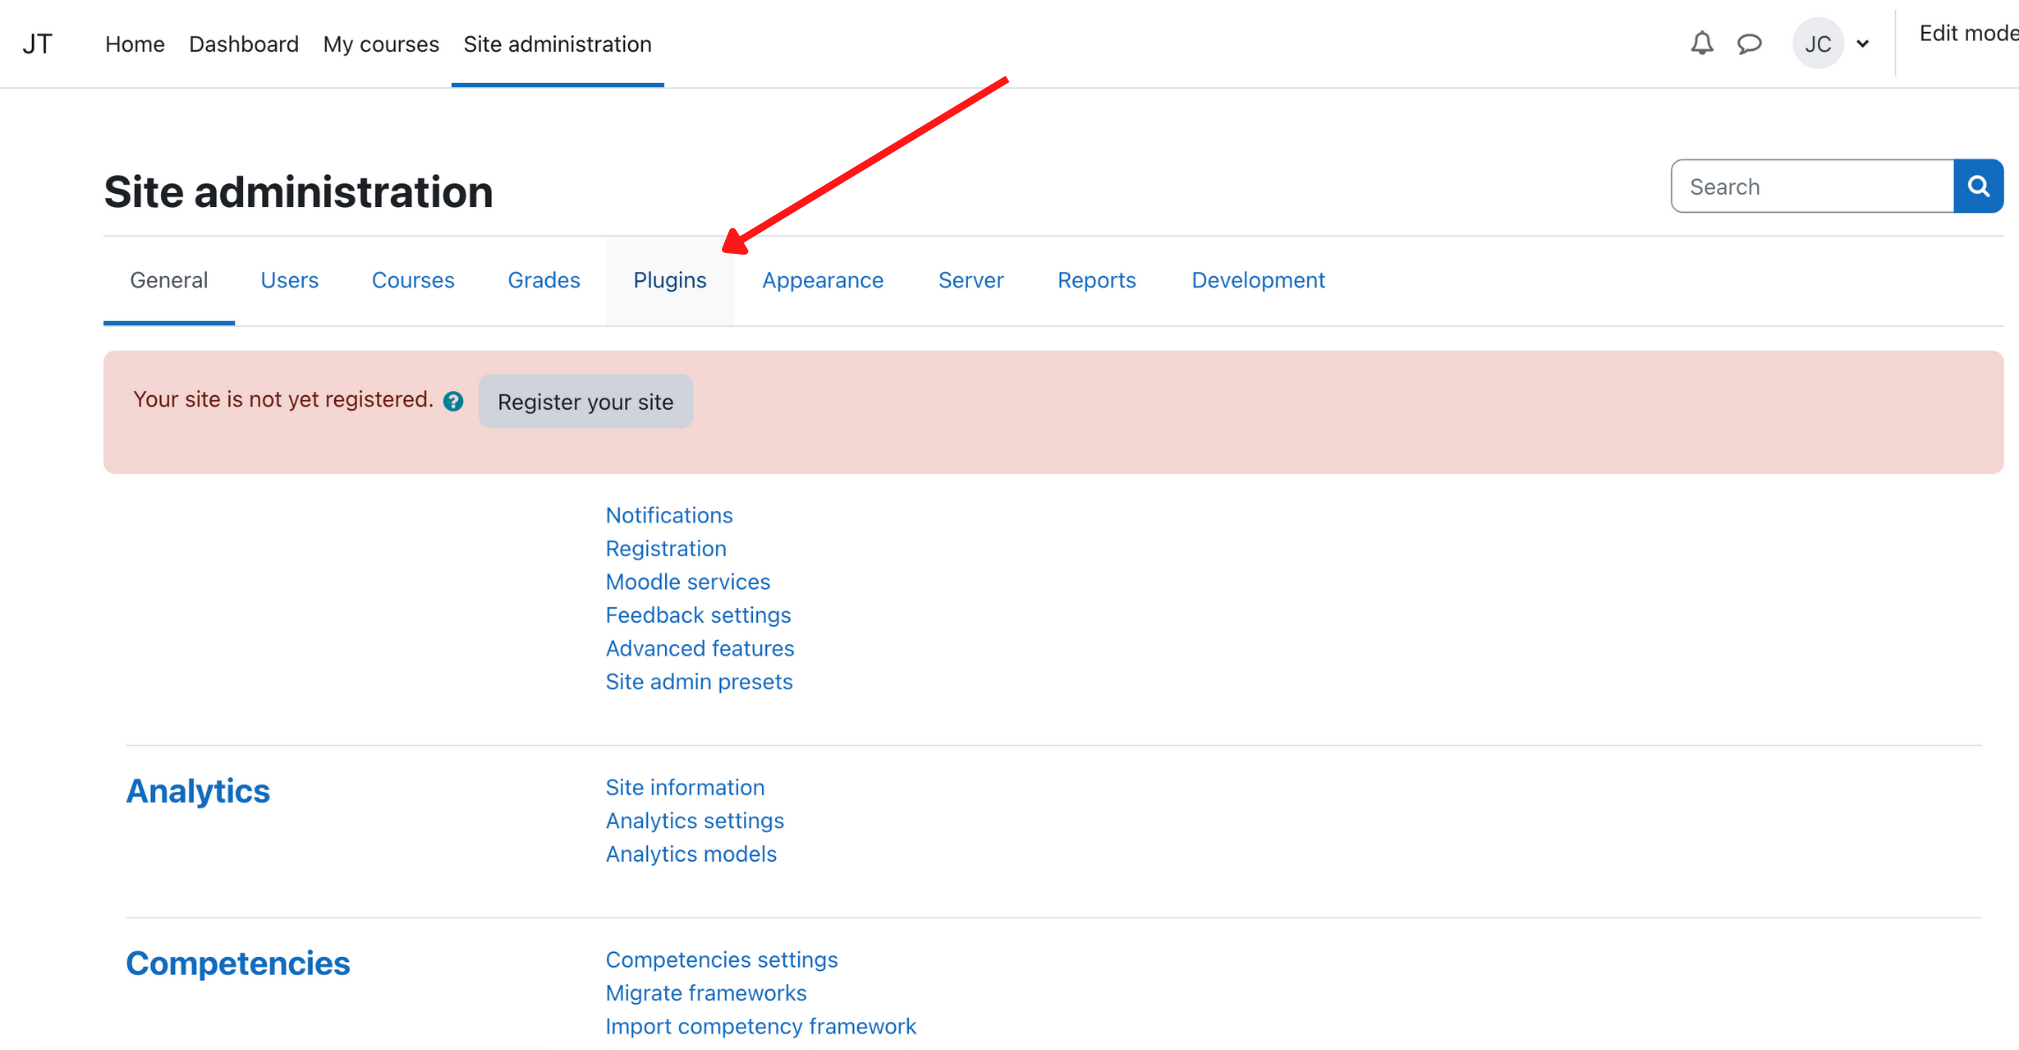 JT Home Dashboard My courses Site administration JC Edit mode
Site administration
Search
General Users Courses Grades Plugins Appearance Server Reports Development
Your site is not yet registered. ? Register your site
Notifications
Registration
Moodle services
Feedback settings
Advanced features
Site admin presets
Analytics
Site information
Analytics settings
Analytics models
Competencies
Competencies settings
Migrate frameworks
Import competency framework